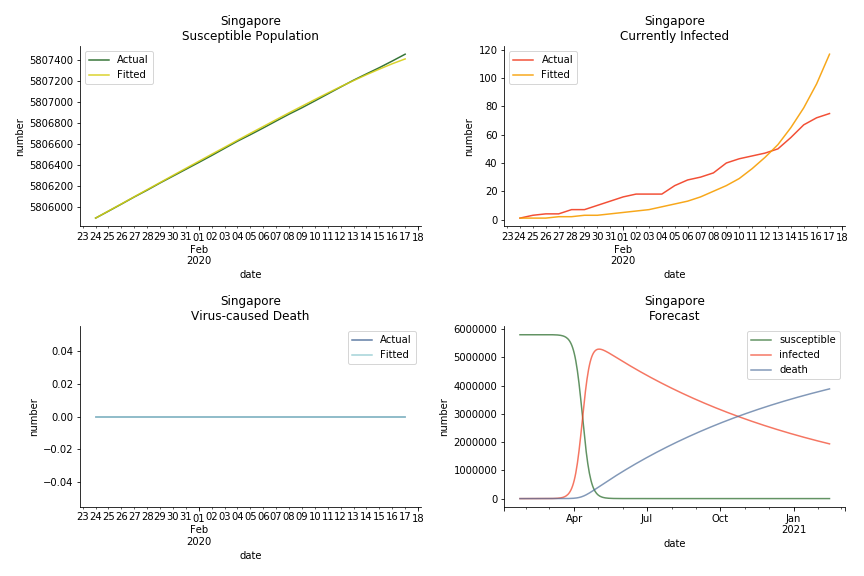 Singapore
Susceptible Population
Actual
Fitted
5807400
5807200
5807000
5806800
5806600
5806400
5806200
5806000
number
23 24 25 26 27 28 29 30 31 01 02 03 04 05 06 07 08 09 10 11 12 13 14 15 16 17 18
Feb
2020
date
Singapore
Currently Infected
Actual
Fitted
120
100
80
60
40
20
0
number
23 24 25 26 27 28 29 30 31 01 02 03 04 05 06 07 08 09 10 11 12 13 14 15 16 17 18
Feb
2020
date
Singapore
Virus-caused Death
Actual
Fitted
0.04
0.02
0.00
−0.02
−0.04
number
23 24 25 26 27 28 29 30 31 01 02 03 04 05 06 07 08 09 10 11 12 13 14 15 16 17 18
Feb
2020
date
Singapore
Forecast
susceptible
infected
death
6000000
5000000
4000000
3000000
2000000
1000000
0
number
Apr Jul Oct Jan
2021
date